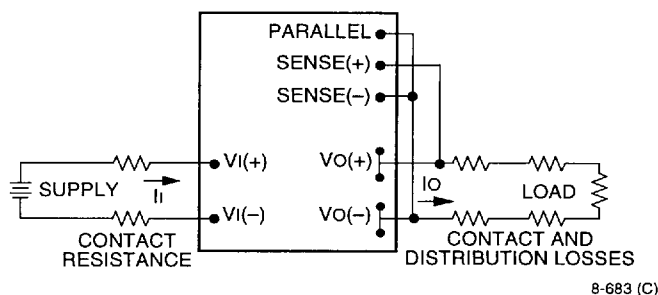 PARALLEL
SENSE(+)
SENSE(–)
VI(+)
VO(+)
SUPPLY
II
IO
LOAD
VI(–)
VO(–)
CONTACT
RESISTANCE
CONTACT AND
DISTRIBUTION LOSSES
8-683 (C)